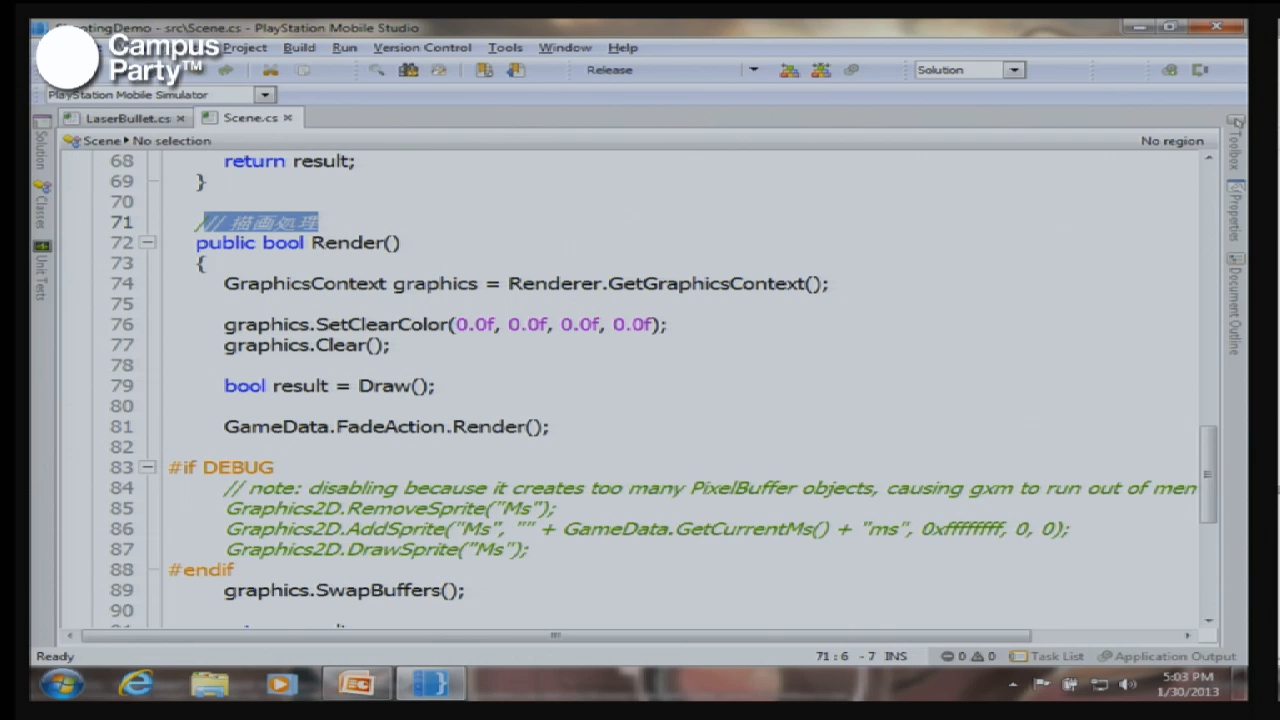 ShootingDemo - src\Scene.cs - PlayStation Mobile Studio
Campus
Party™
Project Build Run Version Control Tools Window Help
Release
Solution
PlayStation Mobile Simulator
LaserBullet.cs ×
Scene.cs ×
Scene ▸ No selection
No region
Solution
Classes
Unit Tests
Toolbox
Properties
Document Outline
68 return result;
69 }
70
71 /// 描画処理
72 public bool Render()
73 {
74 GraphicsContext graphics = Renderer.GetGraphicsContext();
75
76 graphics.SetClearColor(0.0f, 0.0f, 0.0f, 0.0f);
77 graphics.Clear();
78
79 bool result = Draw();
80
81 GameData.FadeAction.Render();
82
83 #if DEBUG
84 // note: disabling because it creates too many PixelBuffer objects, causing gxm to run out of men
85 Graphics2D.RemoveSprite("Ms");
86 Graphics2D.AddSprite("Ms", "" + GameData.GetCurrentMs() + "ms", 0xffffffff, 0, 0);
87 Graphics2D.DrawSprite("Ms");
88 #endif
89 graphics.SwapBuffers();
90
Ready
71 : 6 - 7 INS
0 0 Task List Application Output
5:03 PM
1/30/2013